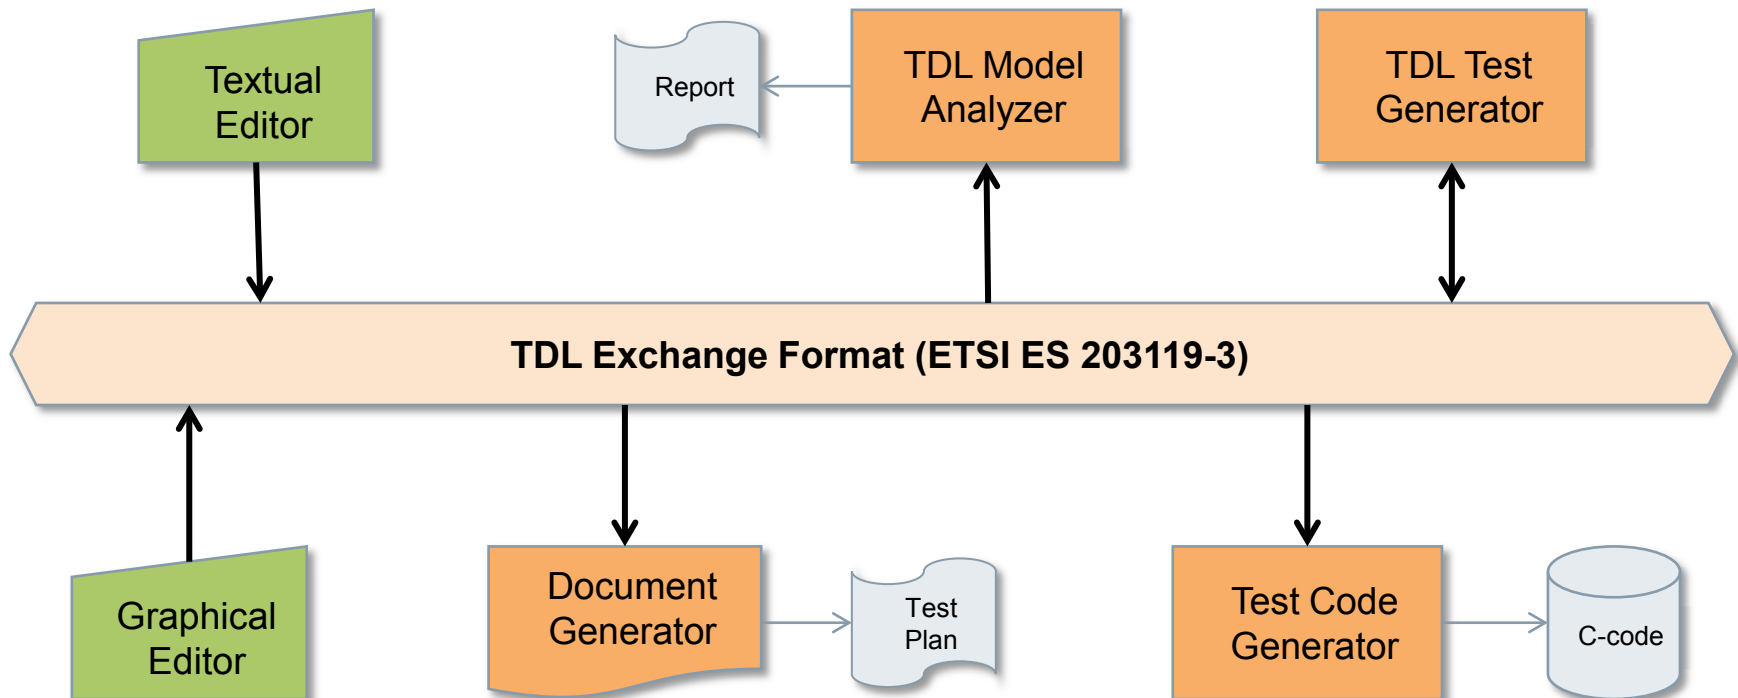 Textual
Editor
Report
TDL Model
Analyzer
TDL Test
Generator
TDL Exchange Format (ETSI ES 203119-3)
Graphical
Editor
Document
Generator
Test
Plan
Test Code
Generator
C-code